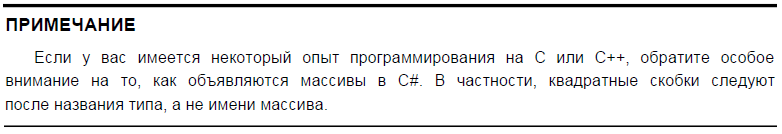 ПРИМЕЧАНИЕ
Если у вас имеется некоторый опыт программирования на C или C++, обратите особое
внимание на то, как объявляются массивы в C#. В частности, квадратные скобки следуют
после названия типа, а не имени массива.